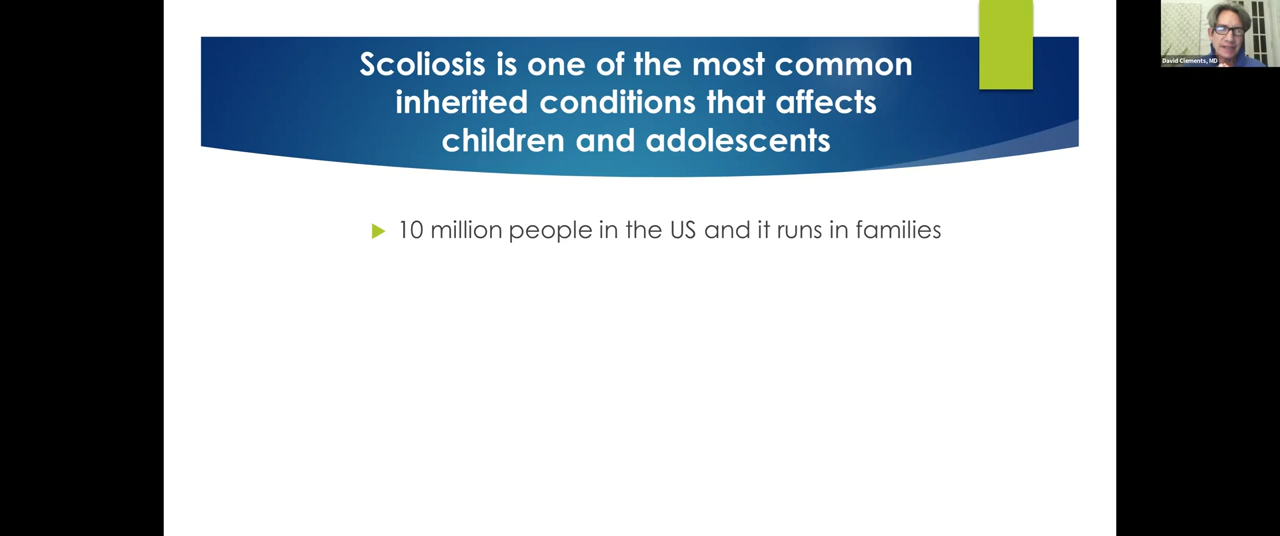 Scoliosis is one of the most common
inherited conditions that affects
children and adolescents
10 million people in the US and it runs in families
David Clements, MD